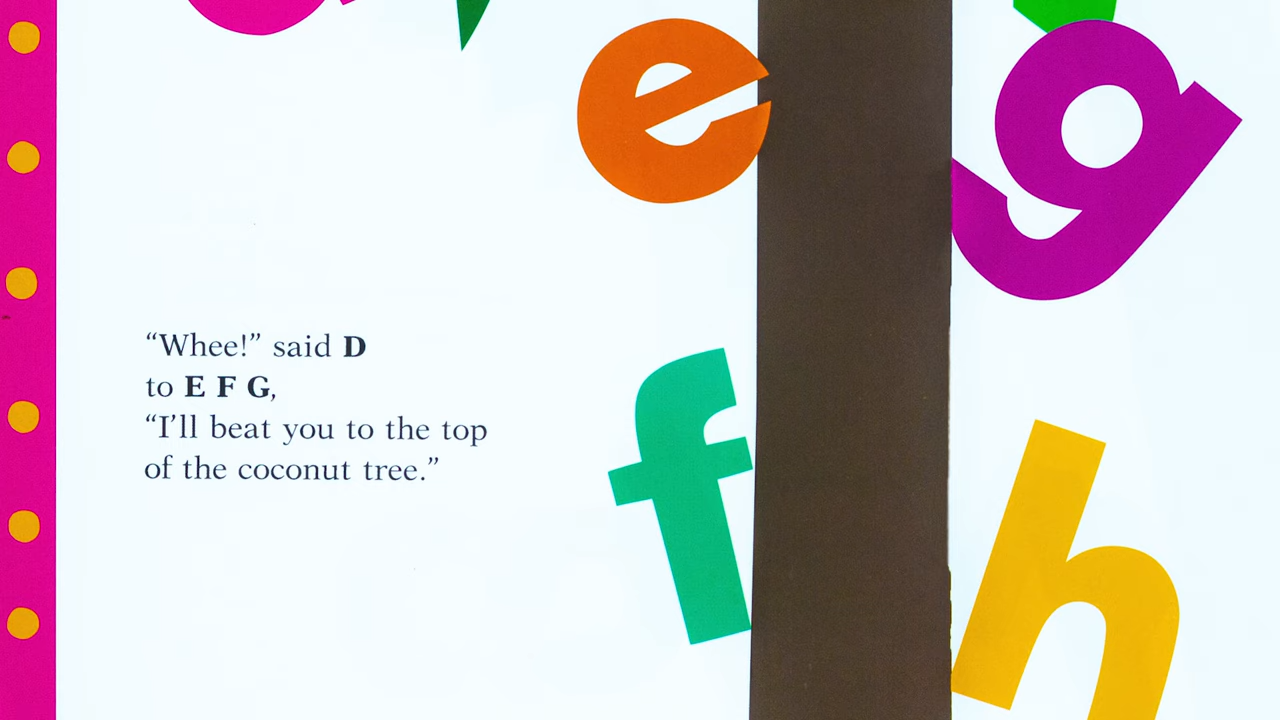 “Whee!” said D
to E F G,
“I’ll beat you to the top
of the coconut tree.”
e
g
f
h